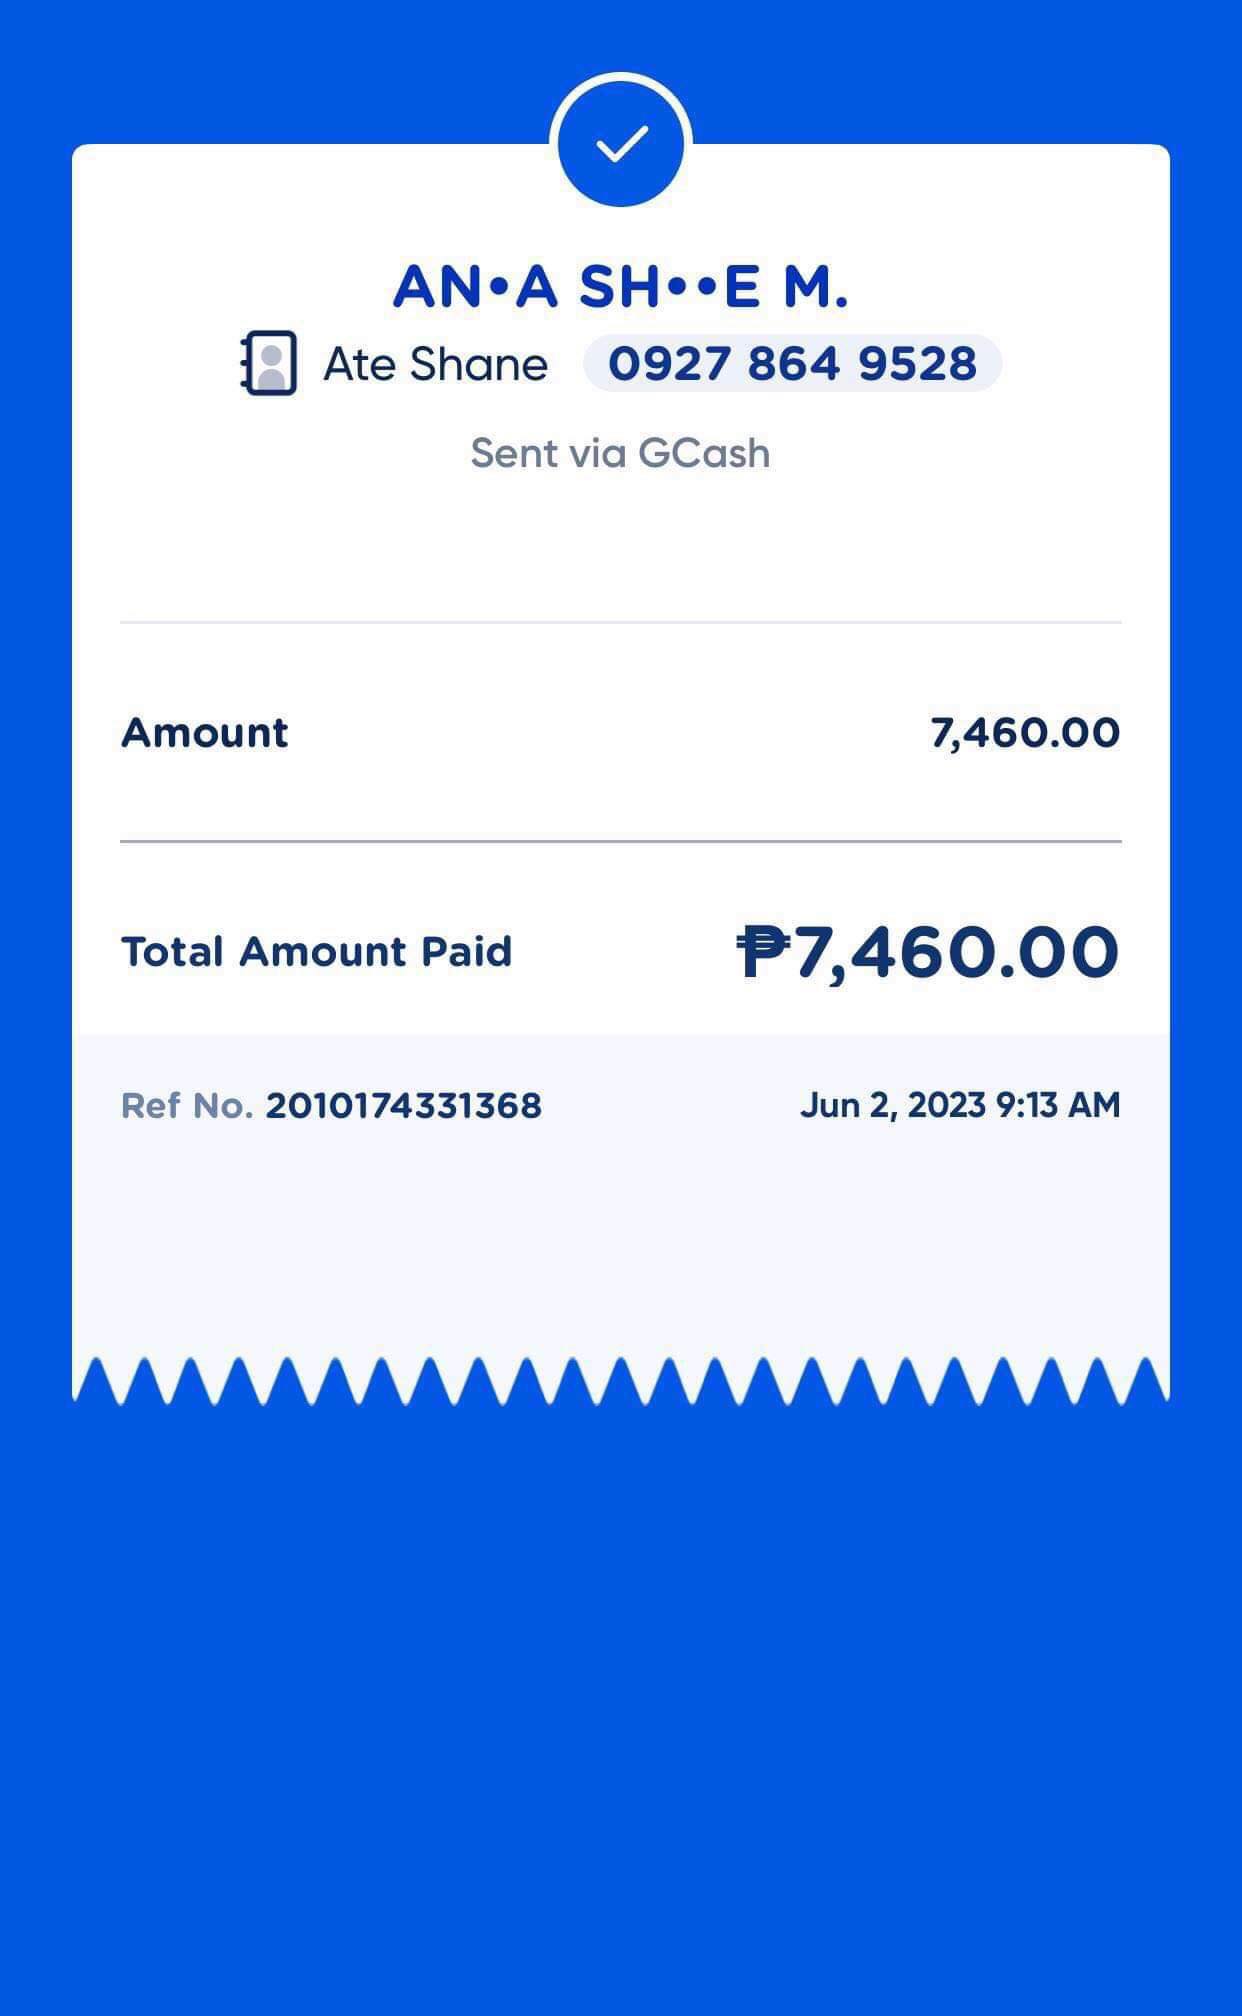 AN•A SH••E M.
Ate Shane 0927 864 9528
Sent via GCash
Amount 7,460.00
Total Amount Paid ₱7,460.00
Ref No. 2010174331368 Jun 2, 2023 9:13 AM